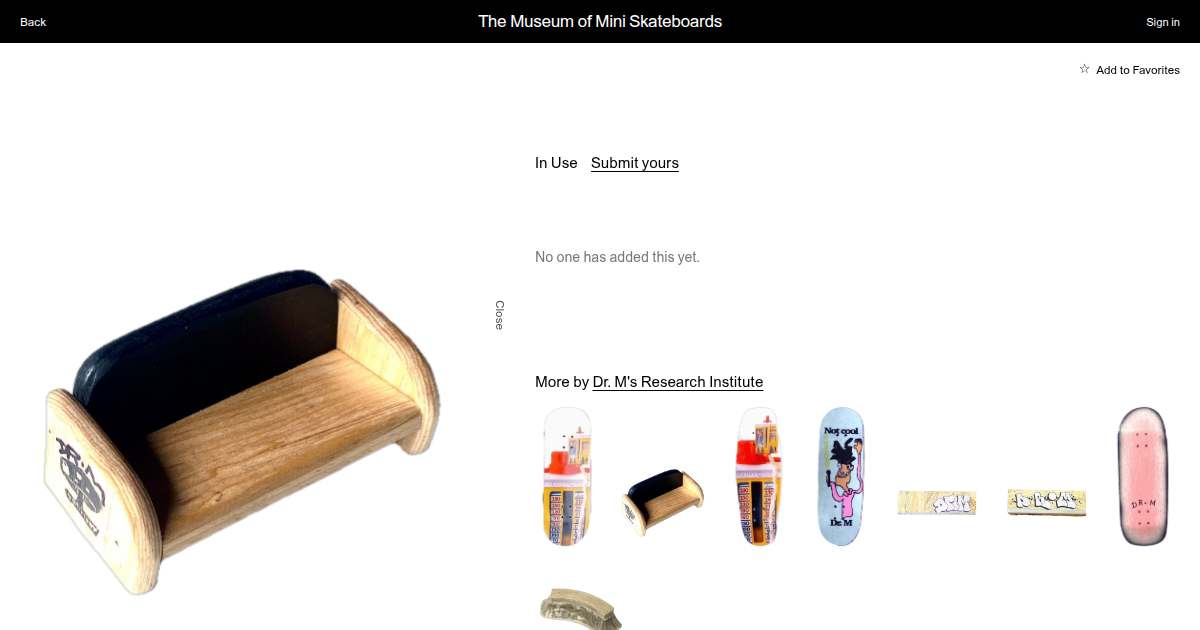 Back
The Museum of Mini Skateboards
Sign in
☆ Add to Favorites
In Use Submit yours
No one has added this yet.
Close
More by Dr. M's Research Institute
Not cool
Dr. M
DR-M